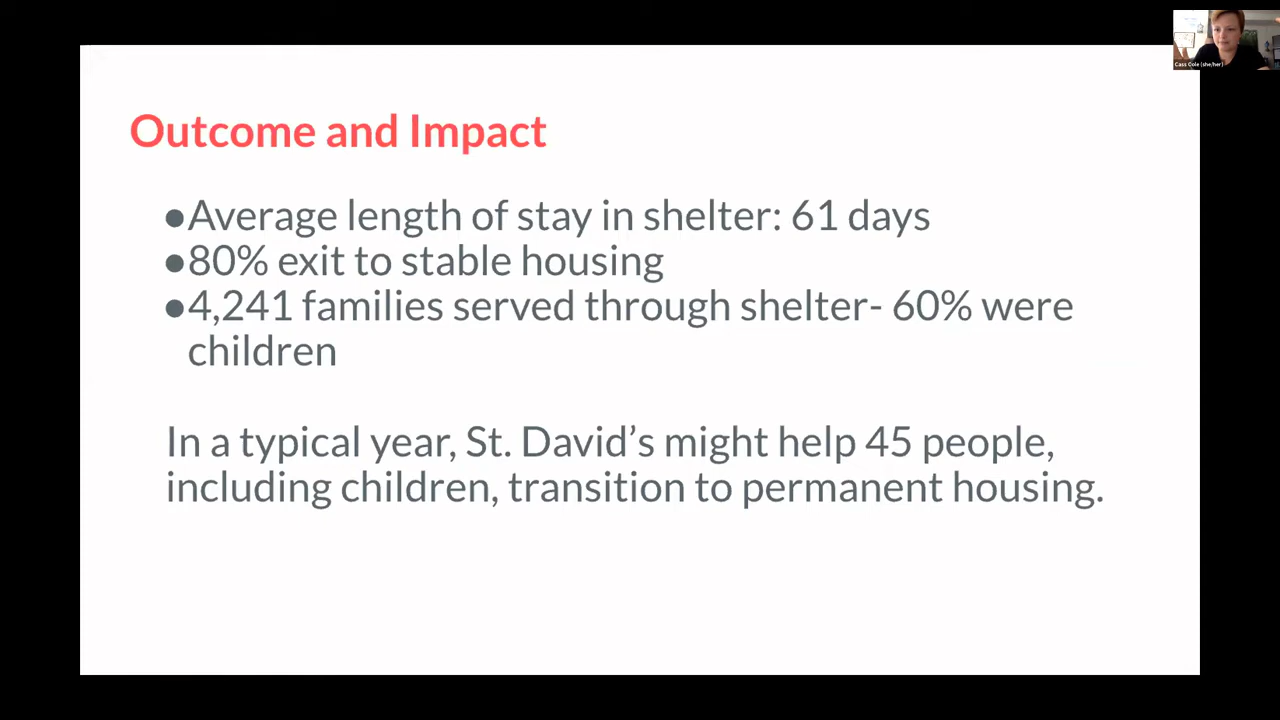 Outcome and Impact
●Average length of stay in shelter: 61 days
●80% exit to stable housing
●4,241 families served through shelter- 60% were
children
In a typical year, St. David’s might help 45 people,
including children, transition to permanent housing.
Cass Cole (she/her)